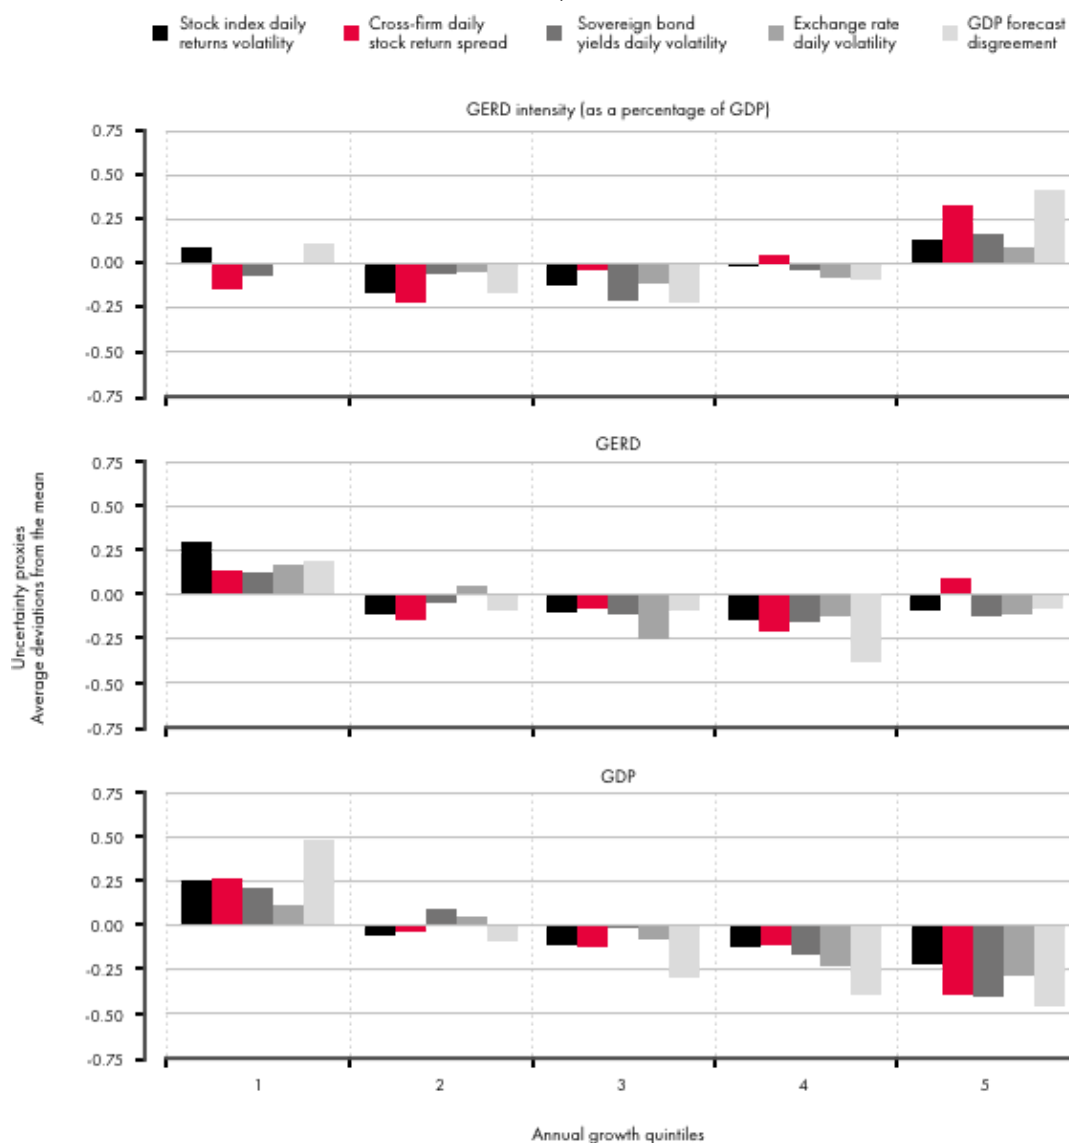 Stock index daily
returns volatility
Cross-firm daily
stock return spread
Sovereign bond
yields daily volatility
Exchange rate
daily volatility
GDP forecast
disgreement
GERD intensity (as a percentage of GDP)
0.75
0.50
0.25
0.00
-0.25
-0.50
-0.75
GERD
0.75
0.50
0.25
0.00
-0.25
-0.50
-0.75
Uncertainty proxies
Average deviations from the mean
GDP
0.75
0.50
0.25
0.00
-0.25
-0.50
-0.75
1 2 3 4 5
Annual growth quintiles